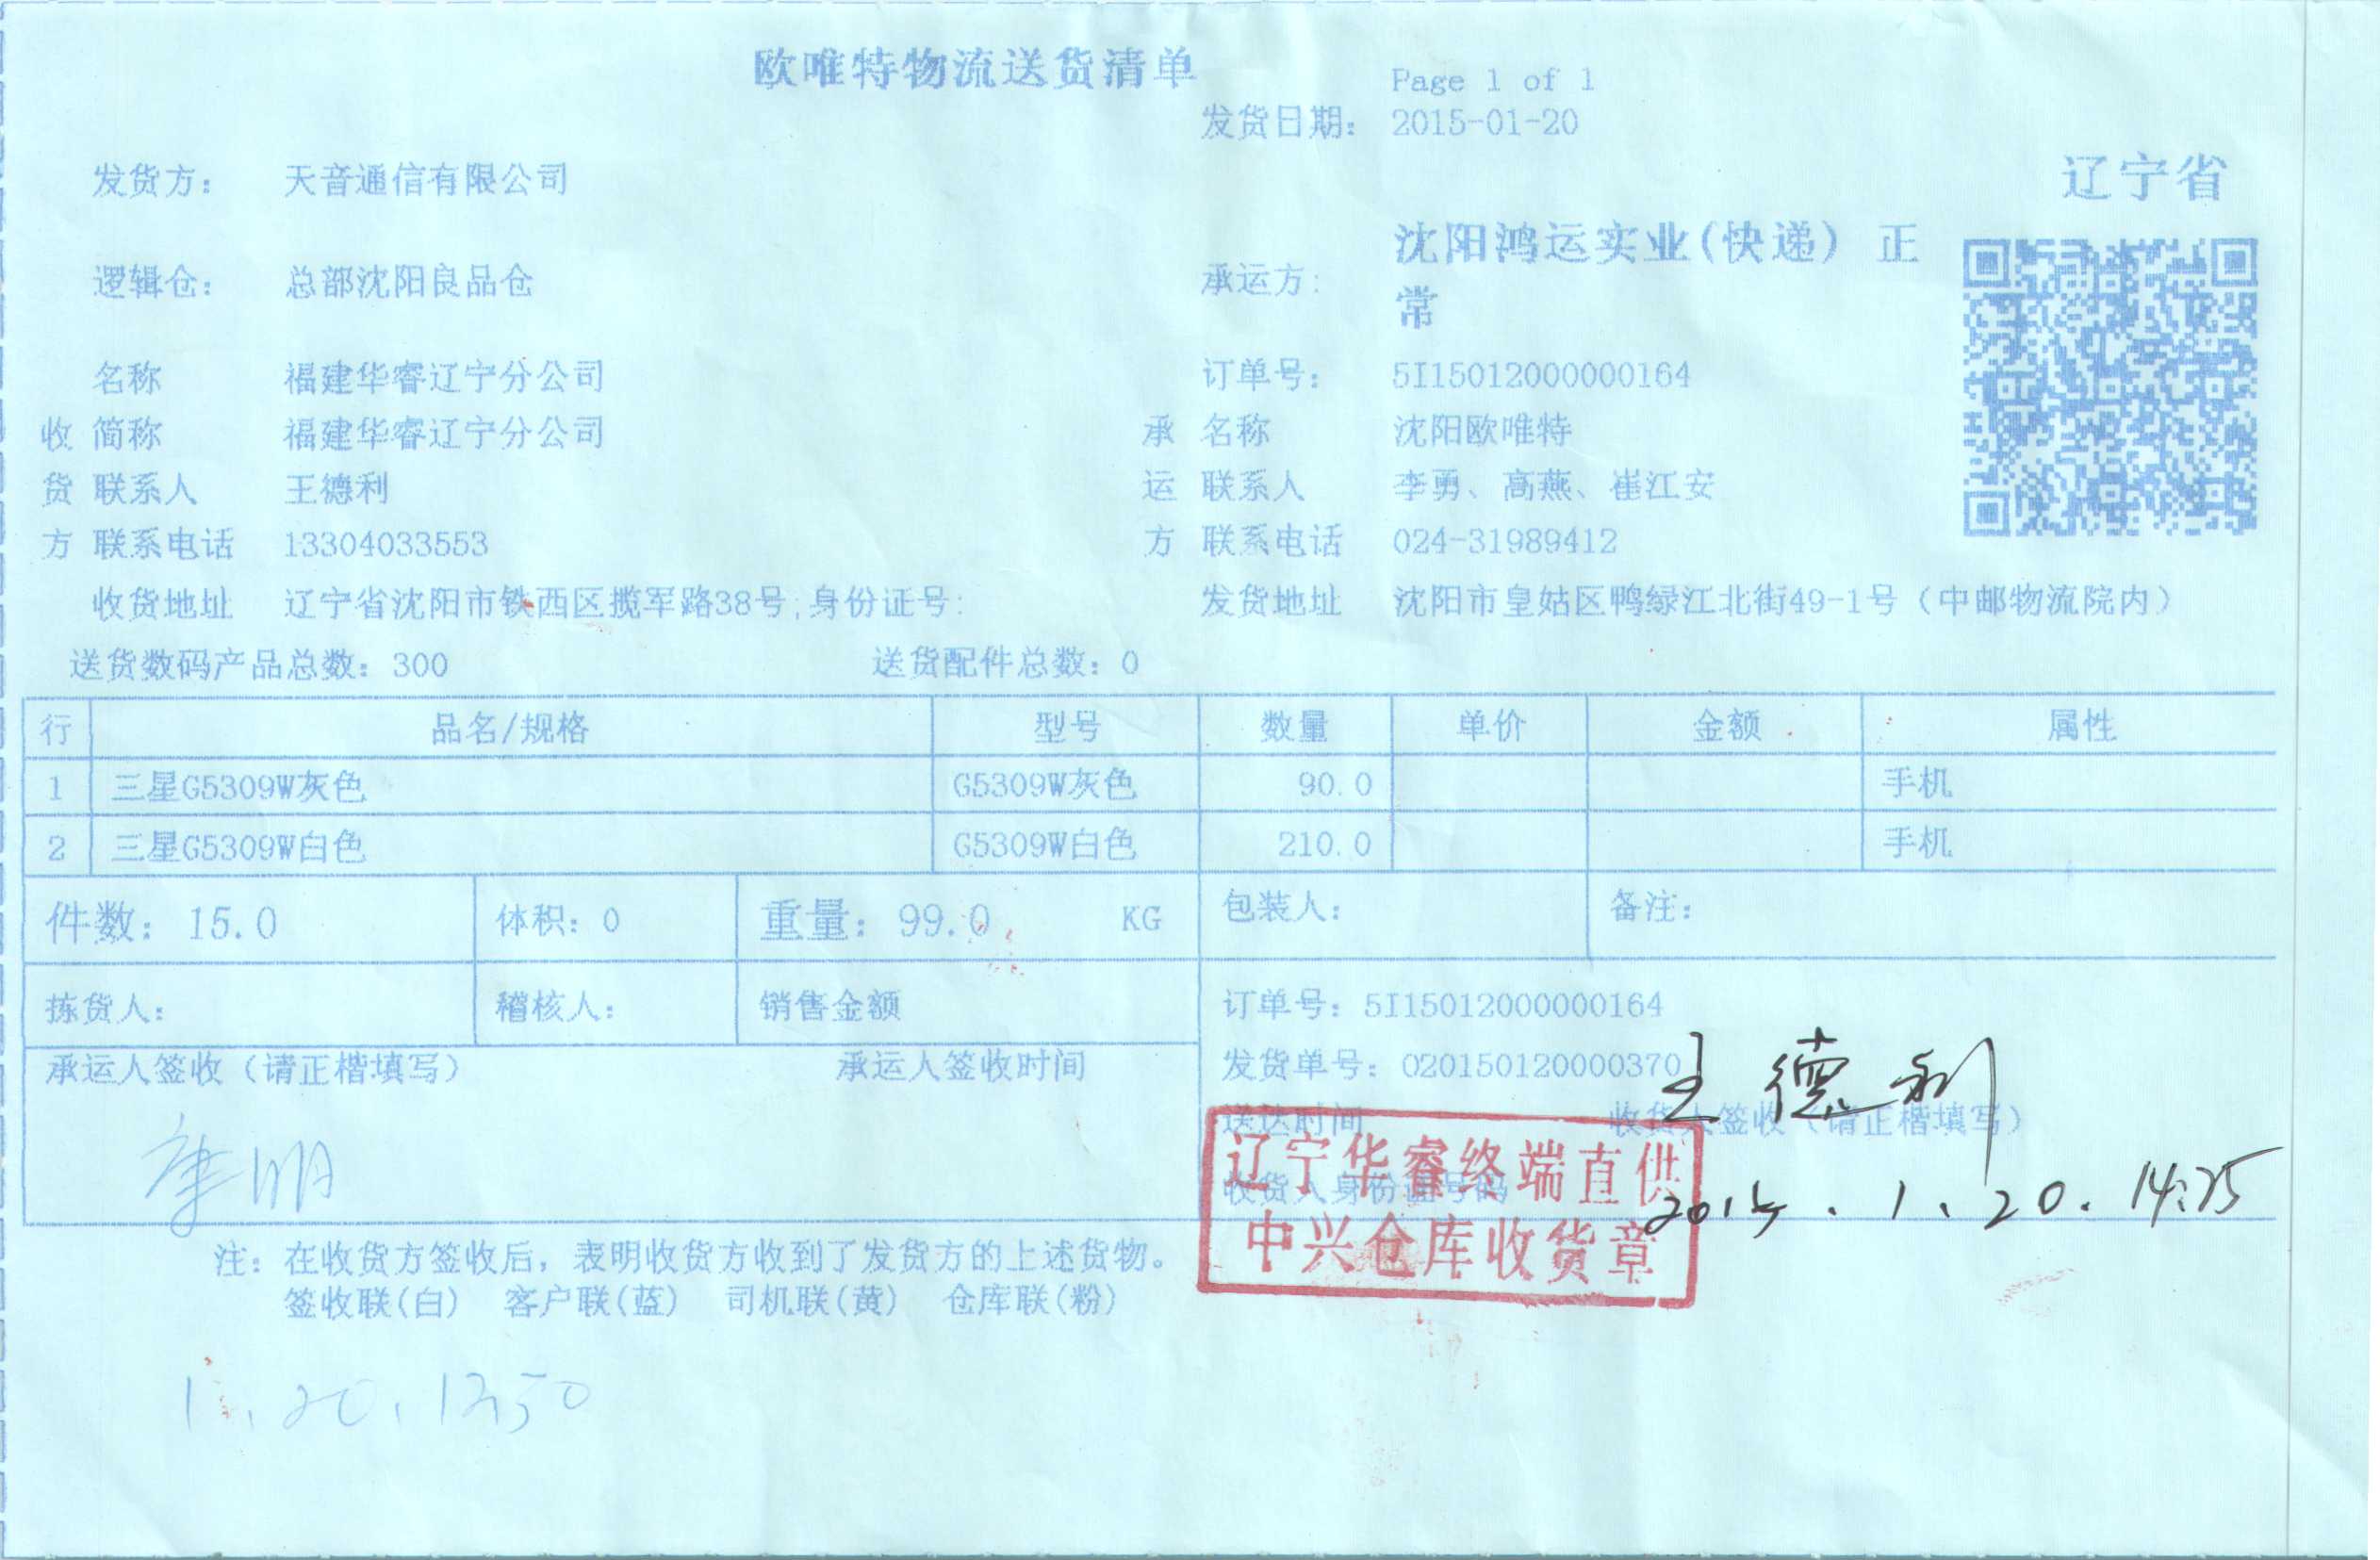 欧唯特物流送货清单
Page 1 of 1
发货日期: 2015-01-20
发货方: 天音通信有限公司
辽宁省
逻辑仓: 总部沈阳良品仓
承运方: 沈阳鸿运实业(快递) 正
常
名称 福建华睿辽宁分公司
订单号: 5I15012000000164
收 简称 福建华睿辽宁分公司
承 名称 沈阳欧唯特
货 联系人 王德利
运 联系人 李勇、高燕、崔江安
方 联系电话 13304033553
方 联系电话 024-31989412
收货地址 辽宁省沈阳市铁西区揽军路38号;身份证号:
发货地址 沈阳市皇姑区鸭绿江北街49-1号（中邮物流院内）
送货数码产品总数: 300 送货配件总数: 0
行 品名/规格 型号 数量 单价 金额 属性
1 三星G5309W灰色 G5309W灰色 90.0 手机
2 三星G5309W白色 G5309W白色 210.0 手机
件数: 15.0 体积: 0 重量: 99.0 KG 包装人: 备注:
拣货人: 稽核人: 销售金额 订单号: 5I15012000000164
承运人签收（请正楷填写） 承运人签收时间
发货单号: 020150120000370
王德利
送达时间 收货人签收（请正楷填写）
辽宁华睿终端直供
收货人身份证号码
2015.1.20.14:25
中兴仓库收货章
注: 在收货方签收后，表明收货方收到了发货方的上述货物。
签收联(白) 客户联(蓝) 司机联(黄) 仓库联(粉)